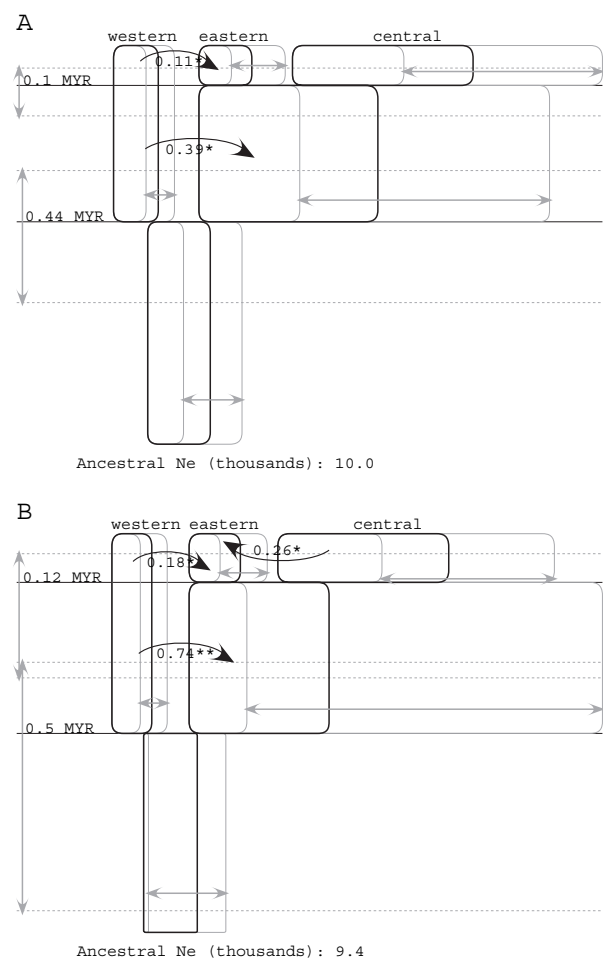 A
western eastern central
0.11*
0.1 MYR
0.39*
0.44 MYR
Ancestral Ne (thousands): 10.0
B
western eastern central
0.26*
0.18*
0.12 MYR
0.74**
0.5 MYR
Ancestral Ne (thousands): 9.4